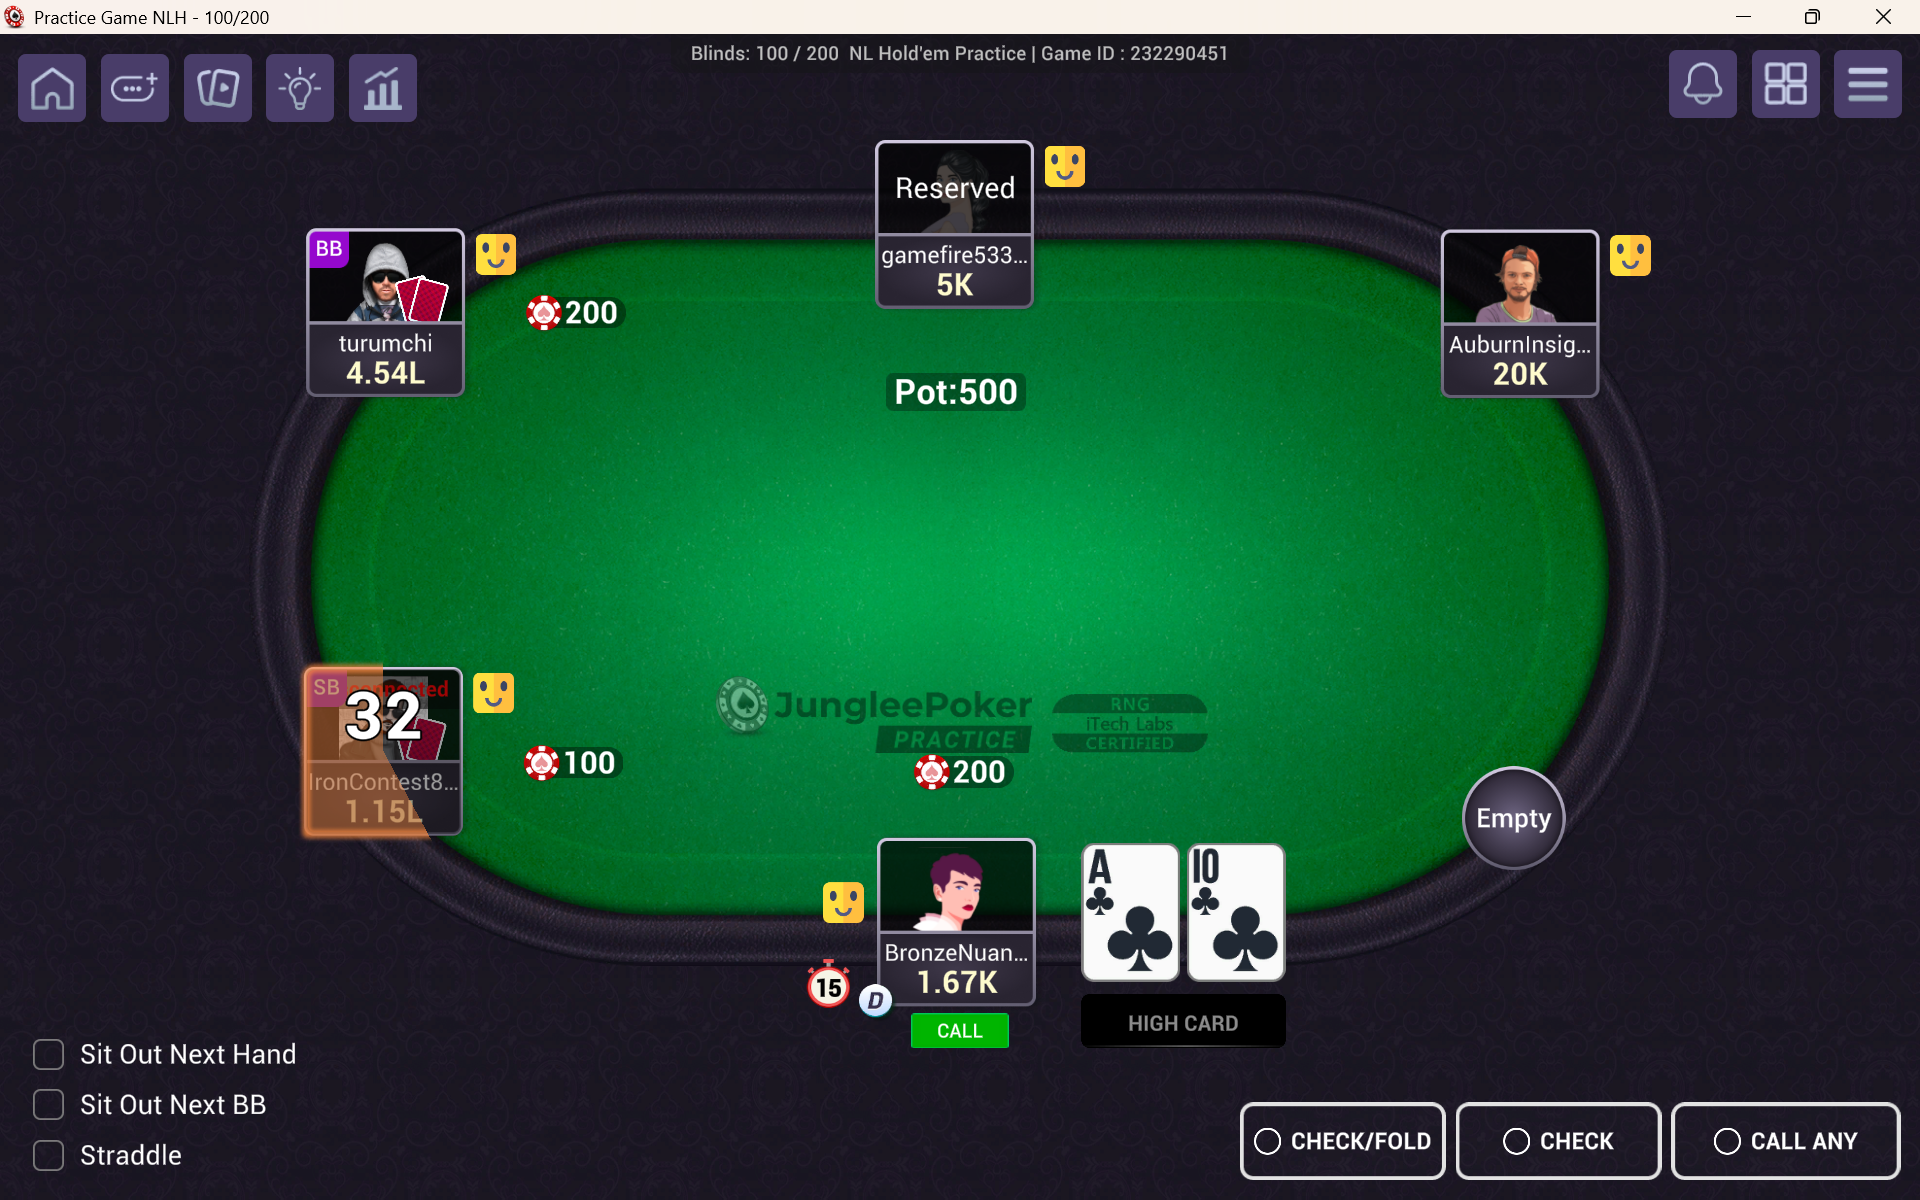 Practice Game NLH - 100/200
Blinds: 100 / 200 NL Hold'em Practice | Game ID : 232290451
Reserved
gamefire533...
5K
BB
turumchi
4.54L
200
AuburnInsig...
20K
Pot:500
SB
32
IronContest8...
1.15L
100
JungleePoker
PRACTICE
RNG
iTech Labs
CERTIFIED
200
Empty
A
10
BronzeNuan...
1.67K
15
D
CALL
HIGH CARD
Sit Out Next Hand
Sit Out Next BB
Straddle
CHECK/FOLD
CHECK
CALL ANY